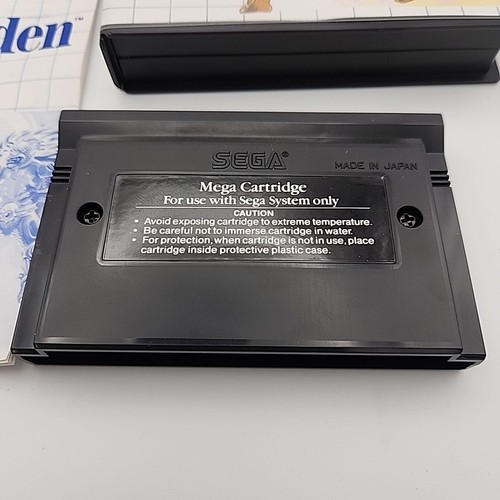 den™
SEGA®
MADE IN JAPAN
Mega Cartridge
For use with Sega System only
CAUTION
• Avoid exposing cartridge to extreme temperature.
• Be careful not to immerse cartridge in water.
• For protection, when cartridge is not in use, place
cartridge inside protective plastic case.